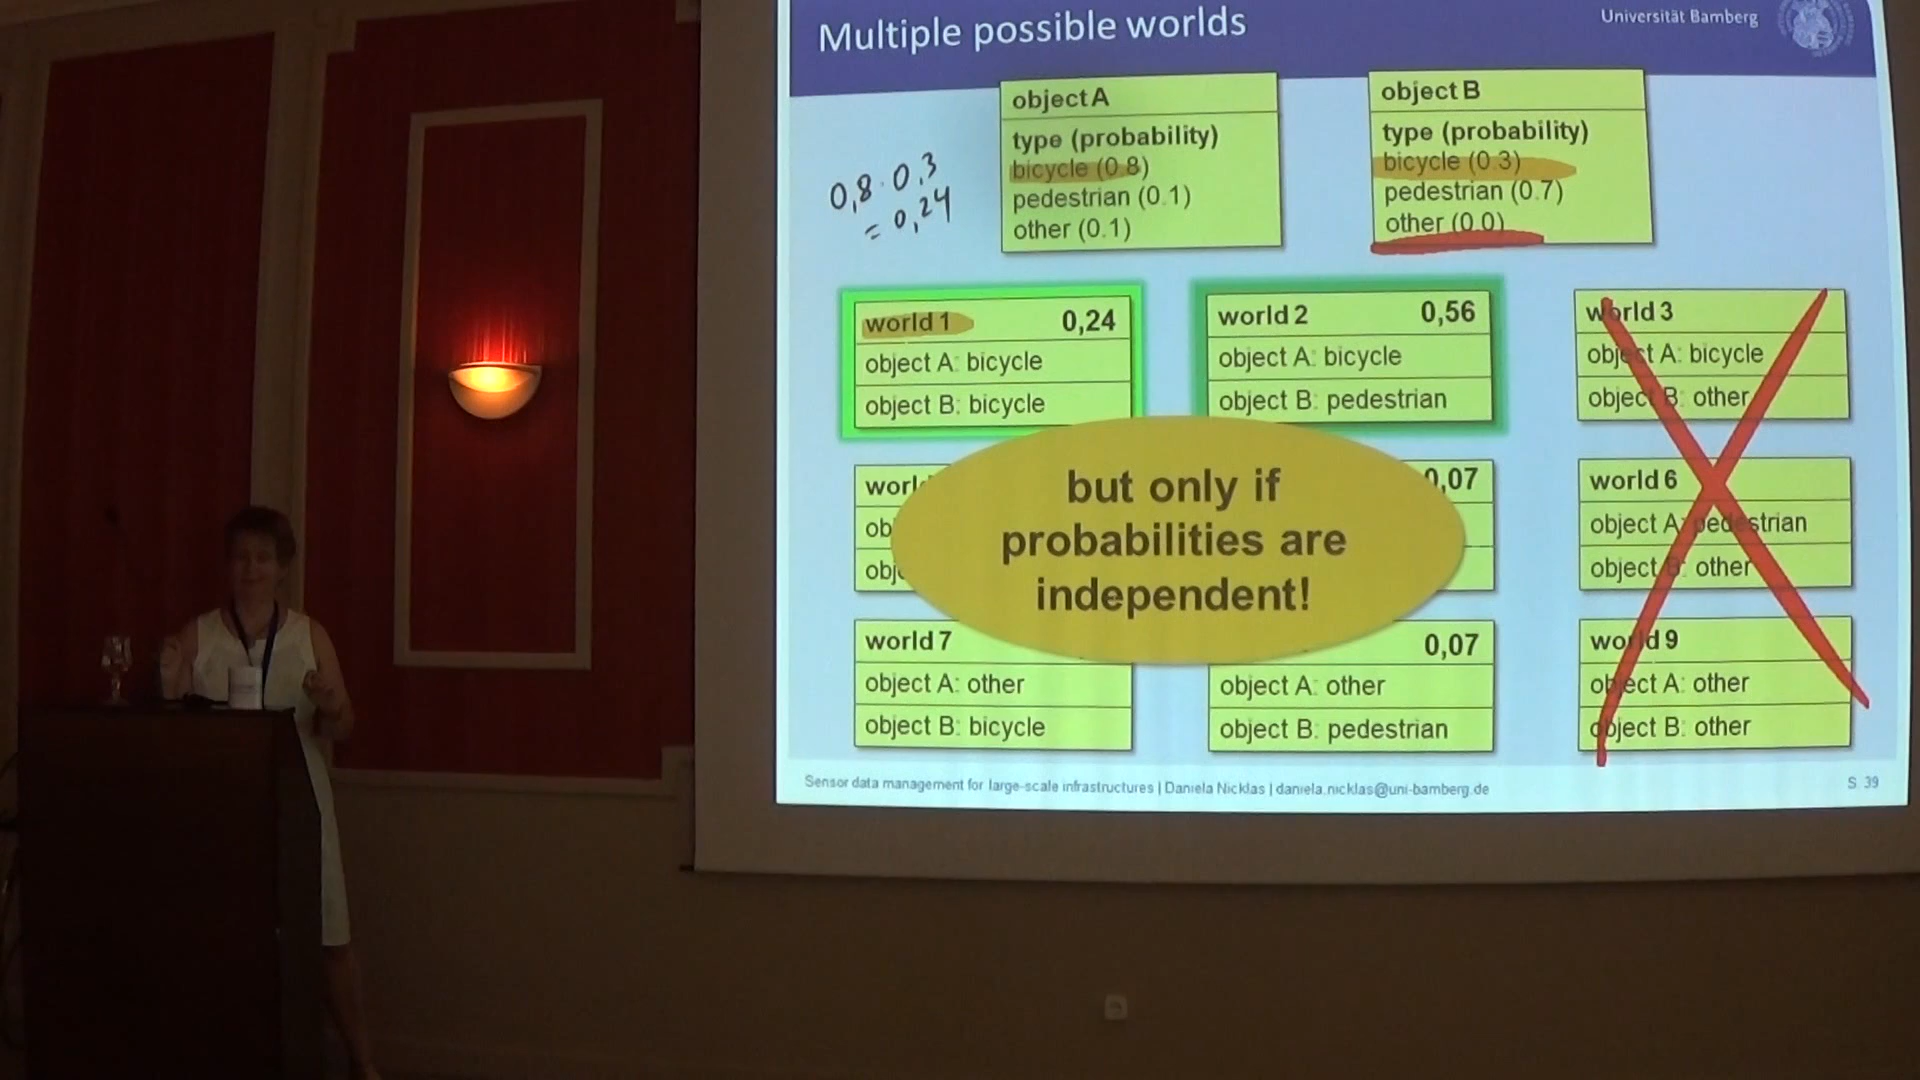 Multiple possible worlds
Universität Bamberg
object A
type (probability)
bicycle (0.8)
pedestrian (0.1)
other (0.1)
object B
type (probability)
bicycle (0.3)
pedestrian (0.7)
other (0.0)
0,8 · 0,3
= 0,24
world 1 0,24
object A: bicycle
object B: bicycle
world 2 0,56
object A: bicycle
object B: pedestrian
world 3
object A: bicycle
object B: other
but only if
probabilities are
independent!
0,07
world 6
object A: pedestrian
object B: other
world 7
object A: other
object B: bicycle
0,07
object A: other
object B: pedestrian
world 9
object A: other
object B: other
Sensor data management for large-scale infrastructures | Daniela Nicklas | daniela.nicklas@uni-bamberg.de
S. 39